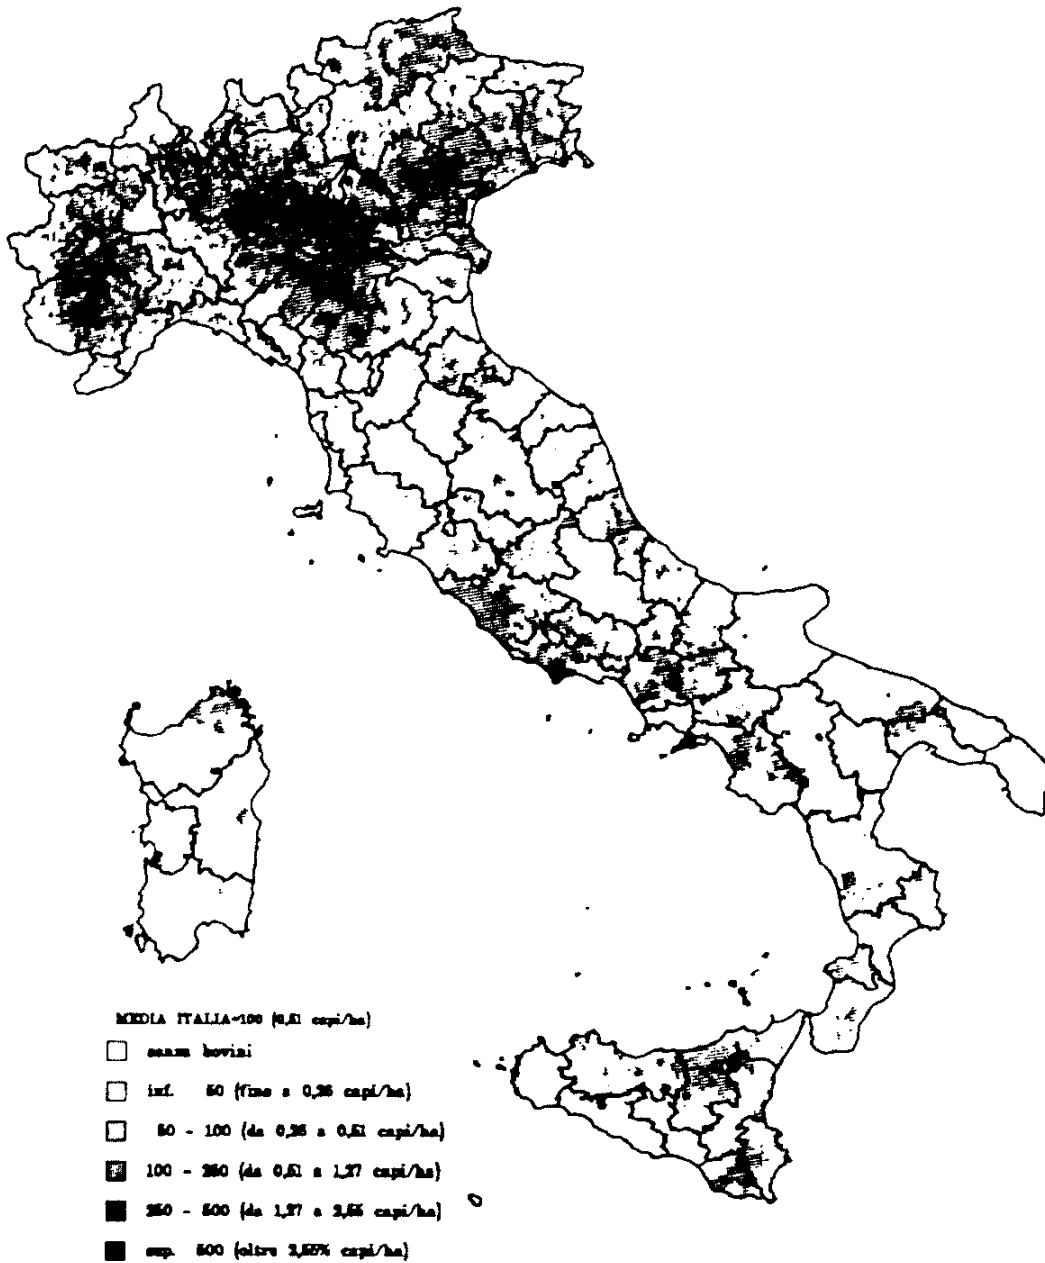 MEDIA ITALIA=100 (0,51 capi/ha)
senza bovini
inf. 50 (fino a 0,26 capi/ha)
50 - 100 (da 0,26 a 0,51 capi/ha)
100 - 250 (da 0,51 a 1,27 capi/ha)
250 - 500 (da 1,27 a 2,55 capi/ha)
sup. 500 (oltre 2,55% capi/ha)